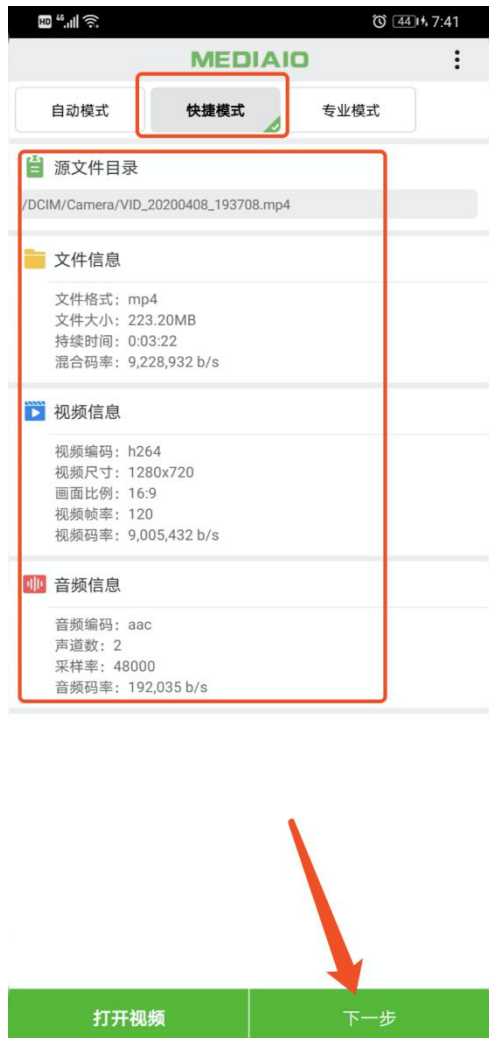 HD 46 44 7:41
MEDIAIO
自动模式 快捷模式 专业模式
源文件目录
/DCIM/Camera/VID_20200408_193708.mp4
文件信息
文件格式：mp4
文件大小：223.20MB
持续时间：0:03:22
混合码率：9,228,932 b/s
视频信息
视频编码：h264
视频尺寸：1280x720
画面比例：16:9
视频帧率：120
视频码率：9,005,432 b/s
音频信息
音频编码：aac
声道数：2
采样率：48000
音频码率：192,035 b/s
打开视频 下一步